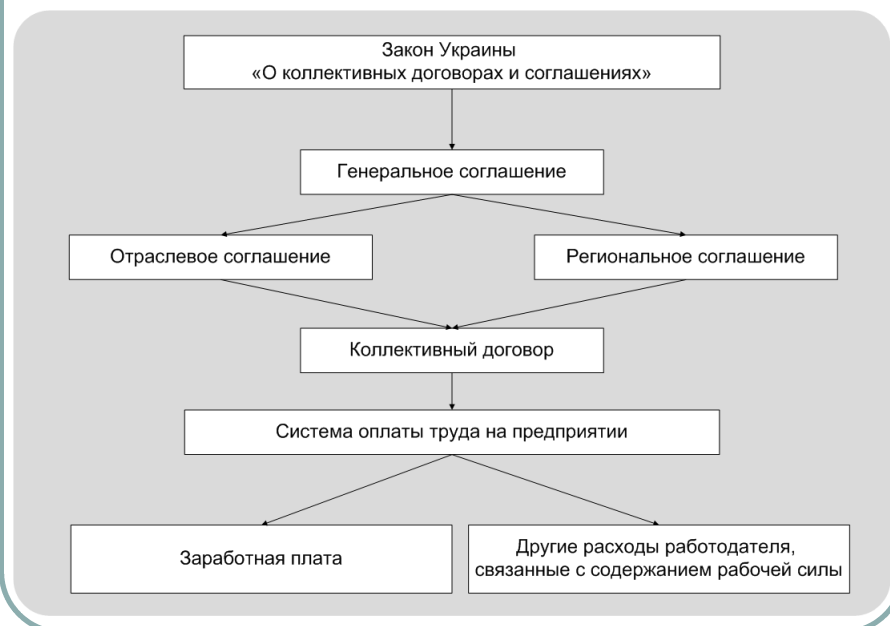 Закон Украины
«О коллективных договорах и соглашениях»
Генеральное соглашение
Отраслевое соглашение
Региональное соглашение
Коллективный договор
Система оплаты труда на предприятии
Заработная плата
Другие расходы работодателя,
связанные с содержанием рабочей силы